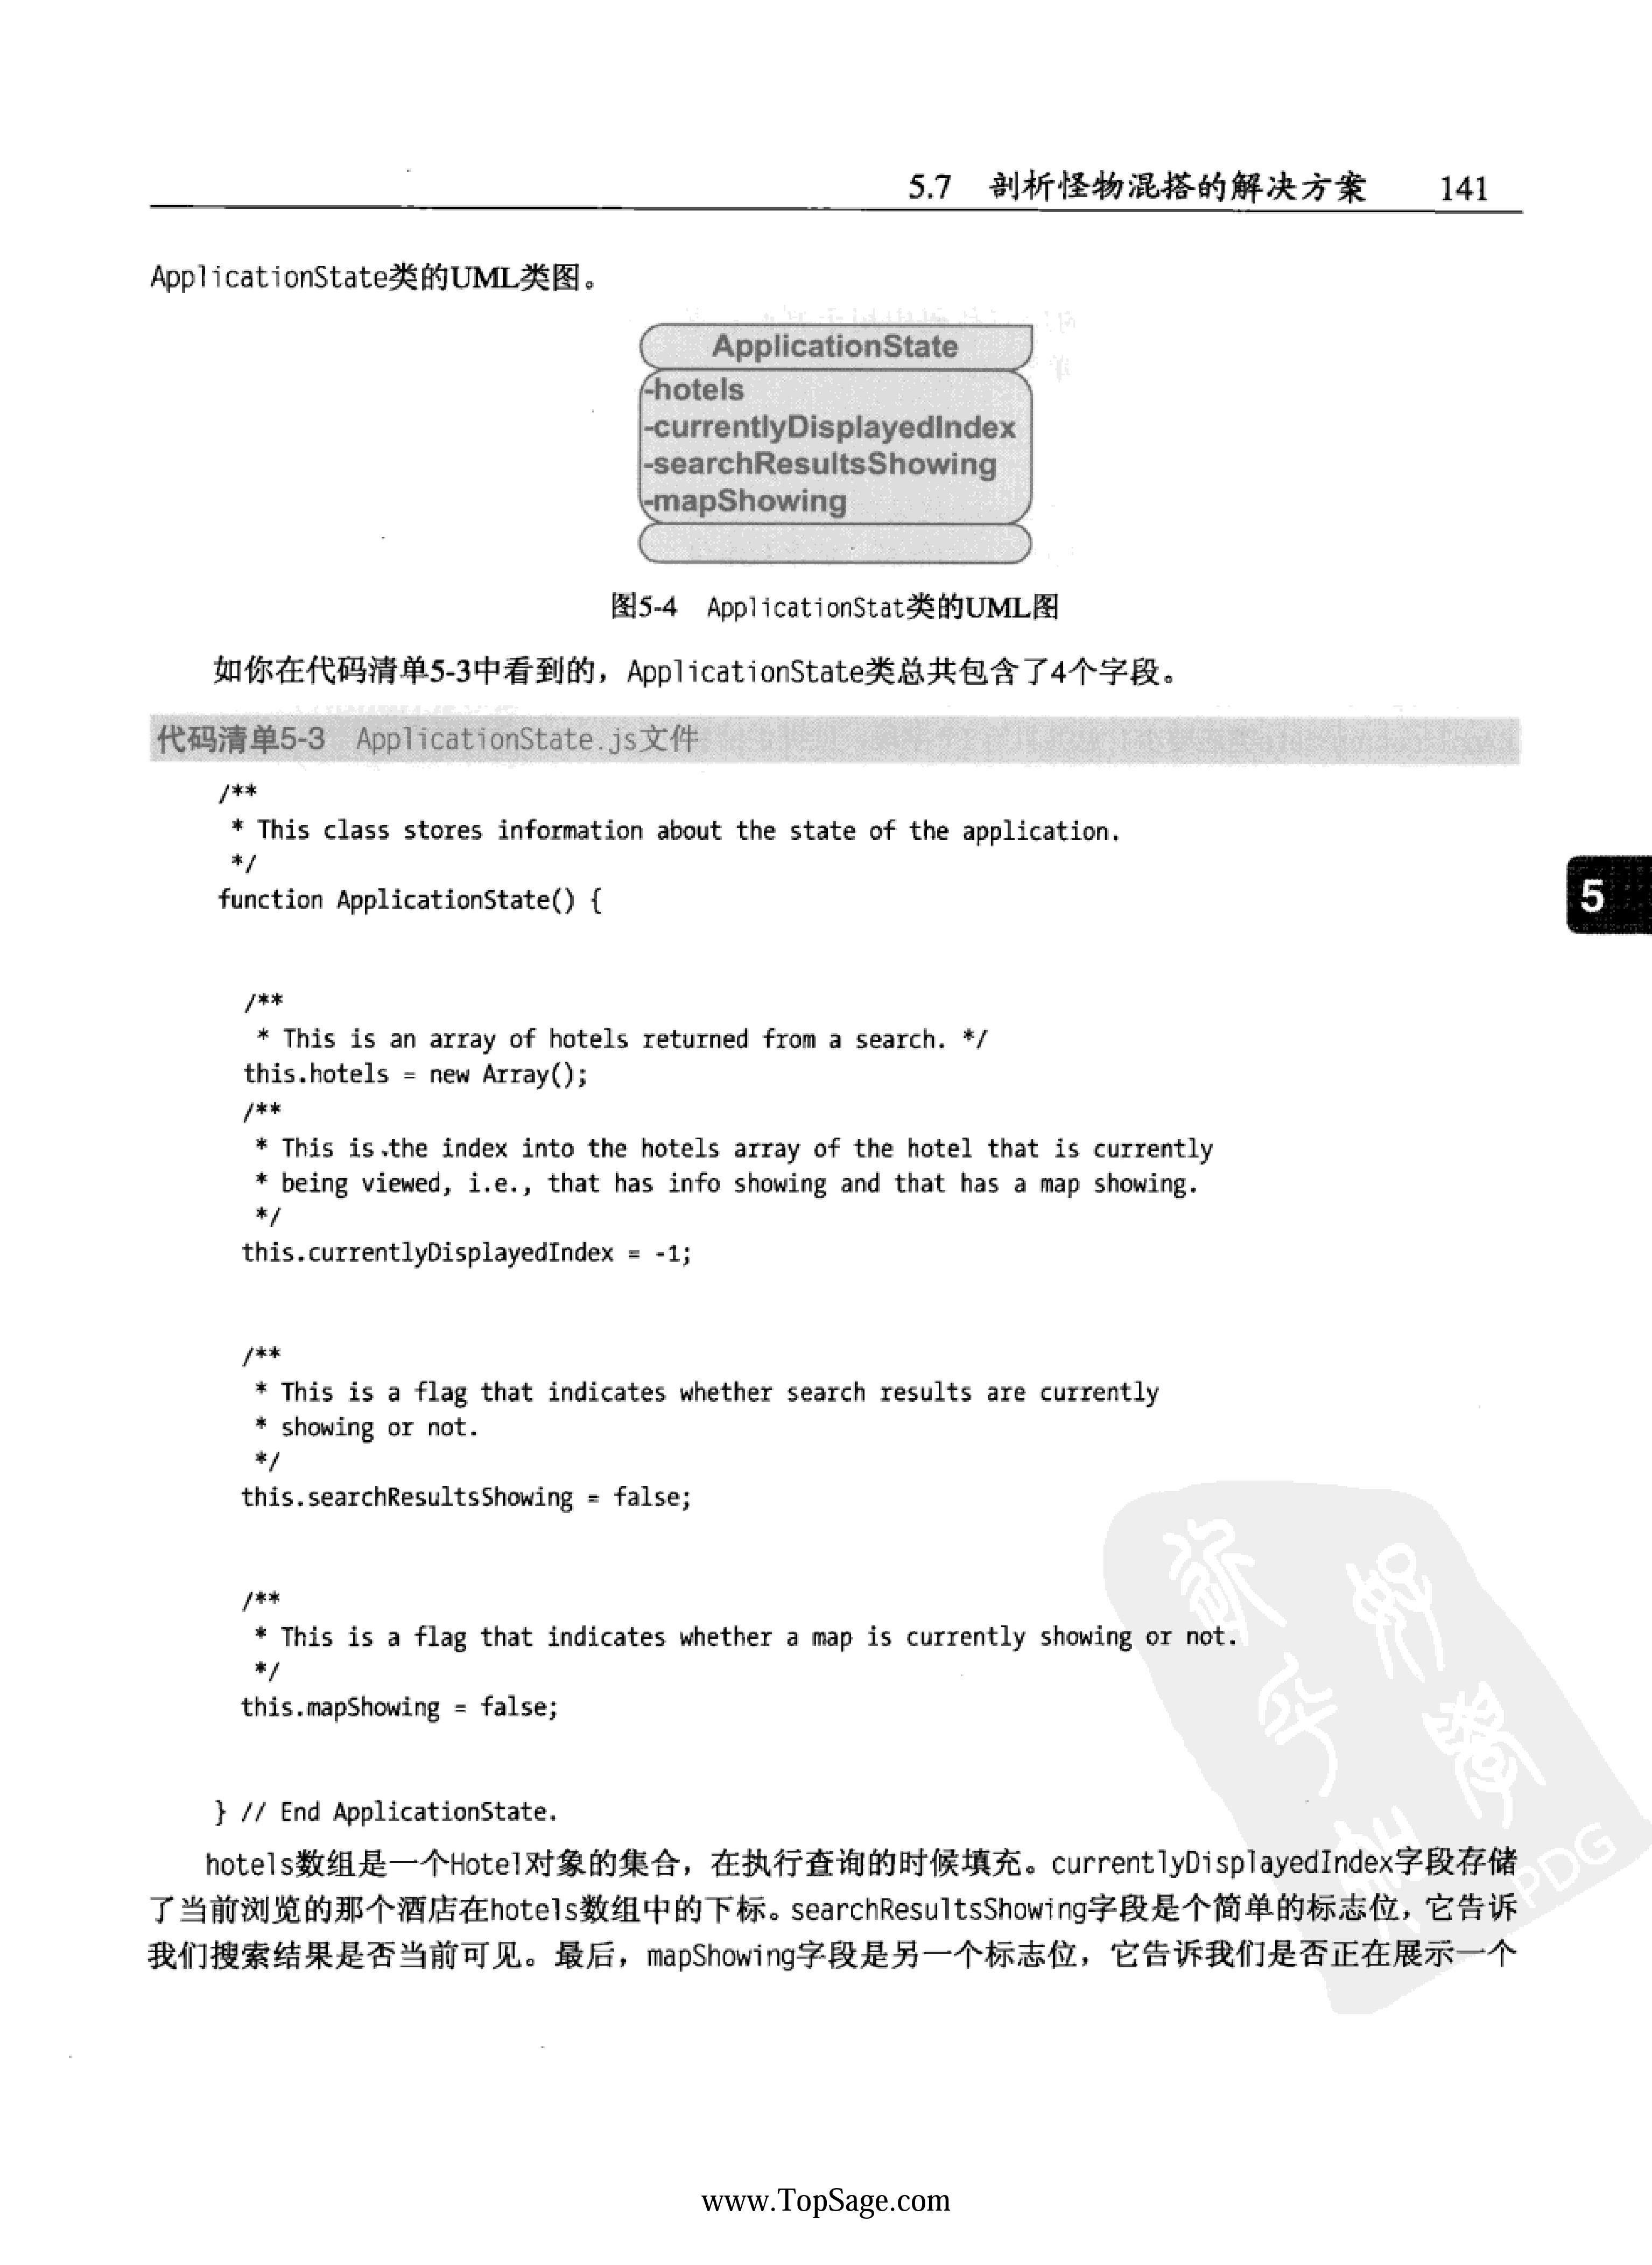 5.7 剖析怪物混搭的解决方案 141
ApplicationState类的UML类图。
ApplicationState
-hotels
-currentlyDisplayedIndex
-searchResultsShowing
-mapShowing
图5-4 ApplicationStat类的UML图
如你在代码清单5-3中看到的，ApplicationState类总共包含了4个字段。
代码清单5-3 ApplicationState.js文件
/**
* This class stores information about the state of the application.
*/
function ApplicationState() {
5
/**
* This is an array of hotels returned from a search. */
this.hotels = new Array();
/**
* This is the index into the hotels array of the hotel that is currently
* being viewed, i.e., that has info showing and that has a map showing.
*/
this.currentlyDisplayedIndex = -1;
/**
* This is a flag that indicates whether search results are currently
* showing or not.
*/
this.searchResultsShowing = false;
/**
* This is a flag that indicates whether a map is currently showing or not.
*/
this.mapShowing = false;
} // End ApplicationState.
hotels数组是一个Hotel对象的集合，在执行查询的时候填充。currentlyDisplayedIndex字段存储
了当前浏览的那个酒店在hotels数组中的下标。searchResultsShowing字段是个简单的标志位，它告诉
我们搜索结果是否当前可见。最后，mapShowing字段是另一个标志位，它告诉我们是否正在展示一个
PDG
www.TopSage.com